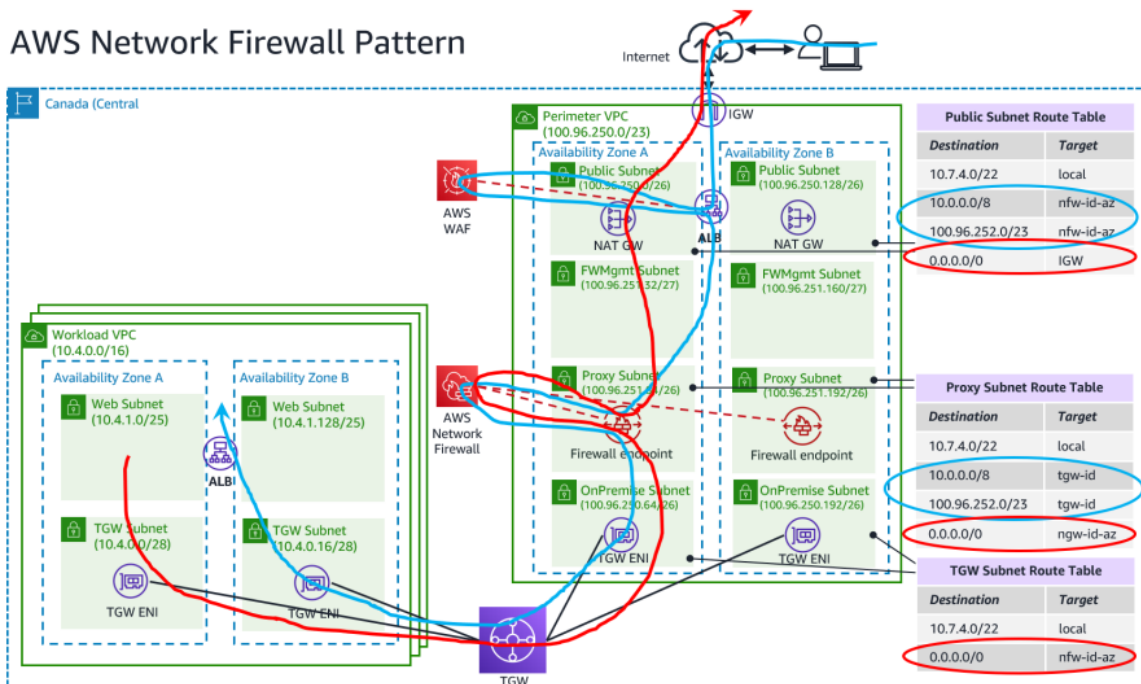 AWS Network Firewall Pattern
Internet
Canada (Central
IGW
Perimeter VPC
(100.96.250.0/23)
Availability Zone A
Public Subnet
(100.96.250.0/26)
NAT GW
FWMgmt Subnet
(100.96.251.32/27)
Proxy Subnet
(100.96.251. /26)
Firewall endpoint
OnPremise Subnet
(100.96.250.64/26)
TGW ENI
ALB
Availability Zone B
Public Subnet
(100.96.250.128/26)
NAT GW
FWMgmt Subnet
(100.96.251.160/27)
Proxy Subnet
(100.96.251.192/26)
Firewall endpoint
OnPremise Subnet
(100.96.250.192/26)
TGW ENI
AWS
WAF
AWS
Network
Firewall
Workload VPC
(10.4.0.0/16)
Availability Zone A
Web Subnet
(10.4.1.0/25)
TGW Subnet
(10.4.0.0/28)
TGW ENI
ALB
Availability Zone B
Web Subnet
(10.4.1.128/25)
TGW Subnet
(10.4.0.16/28)
TGW ENI
TGW
Public Subnet Route Table
Destination Target
10.7.4.0/22 local
10.0.0.0/8 nfw-id-az
100.96.252.0/23 nfw-id-az
0.0.0.0/0 IGW
Proxy Subnet Route Table
Destination Target
10.7.4.0/22 local
10.0.0.0/8 tgw-id
100.96.252.0/23 tgw-id
0.0.0.0/0 ngw-id-az
TGW Subnet Route Table
Destination Target
10.7.4.0/22 local
0.0.0.0/0 nfw-id-az